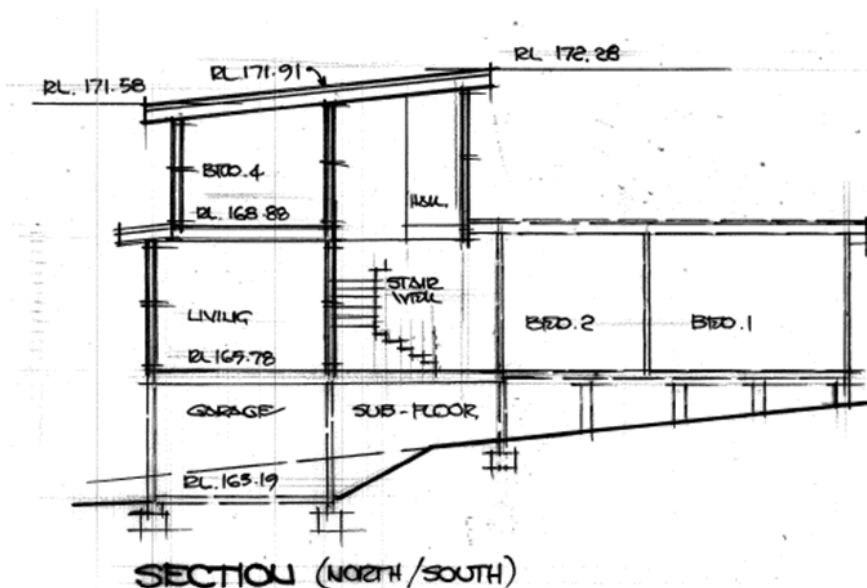 RL. 172.28
RL. 171.91
RL. 171.58
BED. 4
HALL
RL. 168.88
STAIR
WELL
LIVING
BED. 2
BED. 1
RL 165.78
GARAGE
SUB-FLOOR
RL. 163.19
SECTION (NORTH/SOUTH)